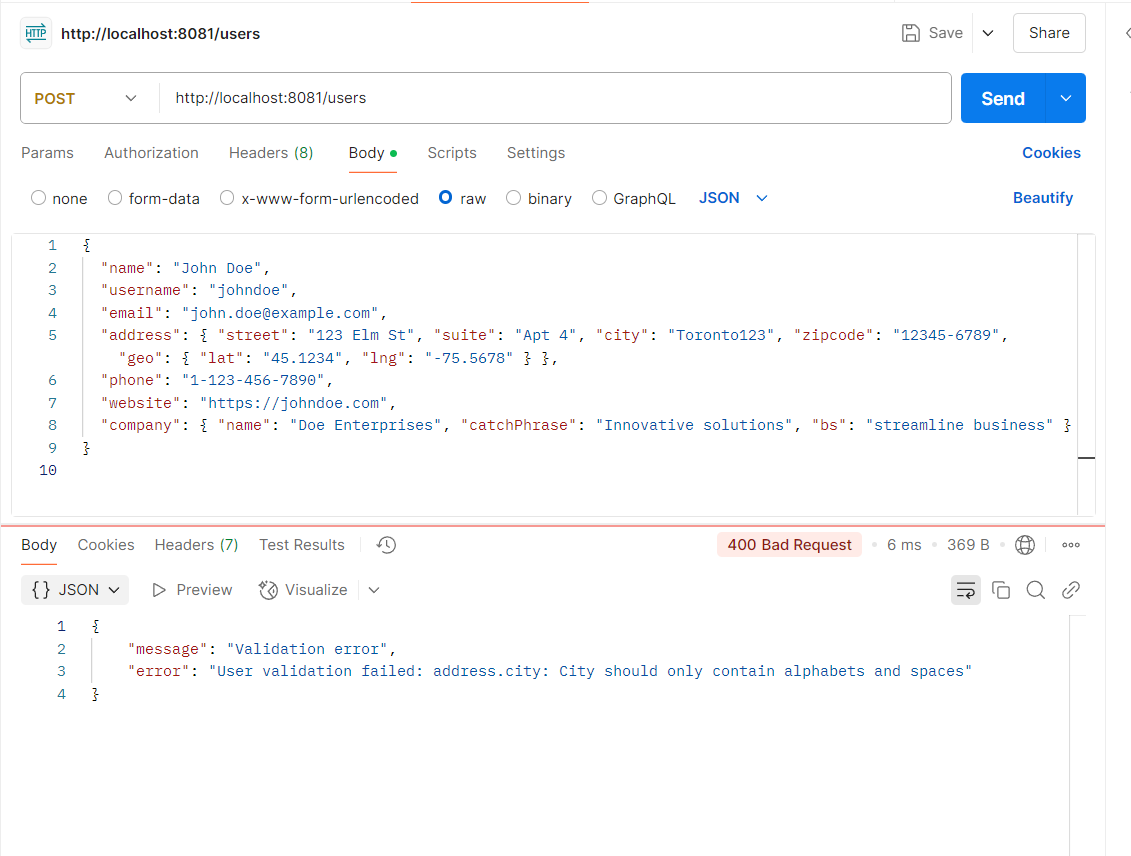 HTTP http://localhost:8081/users Save Share
POST http://localhost:8081/users Send
Params Authorization Headers (8) Body Scripts Settings Cookies
none form-data x-www-form-urlencoded raw binary GraphQL JSON Beautify
1 {
2 "name": "John Doe",
3 "username": "johndoe",
4 "email": "john.doe@example.com",
5 "address": { "street": "123 Elm St", "suite": "Apt 4", "city": "Toronto123", "zipcode": "12345-6789",
"geo": { "lat": "45.1234", "lng": "-75.5678" } },
6 "phone": "1-123-456-7890",
7 "website": "https://johndoe.com",
8 "company": { "name": "Doe Enterprises", "catchPhrase": "Innovative solutions", "bs": "streamline business" }
9 }
10
Body Cookies Headers (7) Test Results 400 Bad Request 6 ms 369 B
{} JSON Preview Visualize
1 {
2 "message": "Validation error",
3 "error": "User validation failed: address.city: City should only contain alphabets and spaces"
4 }